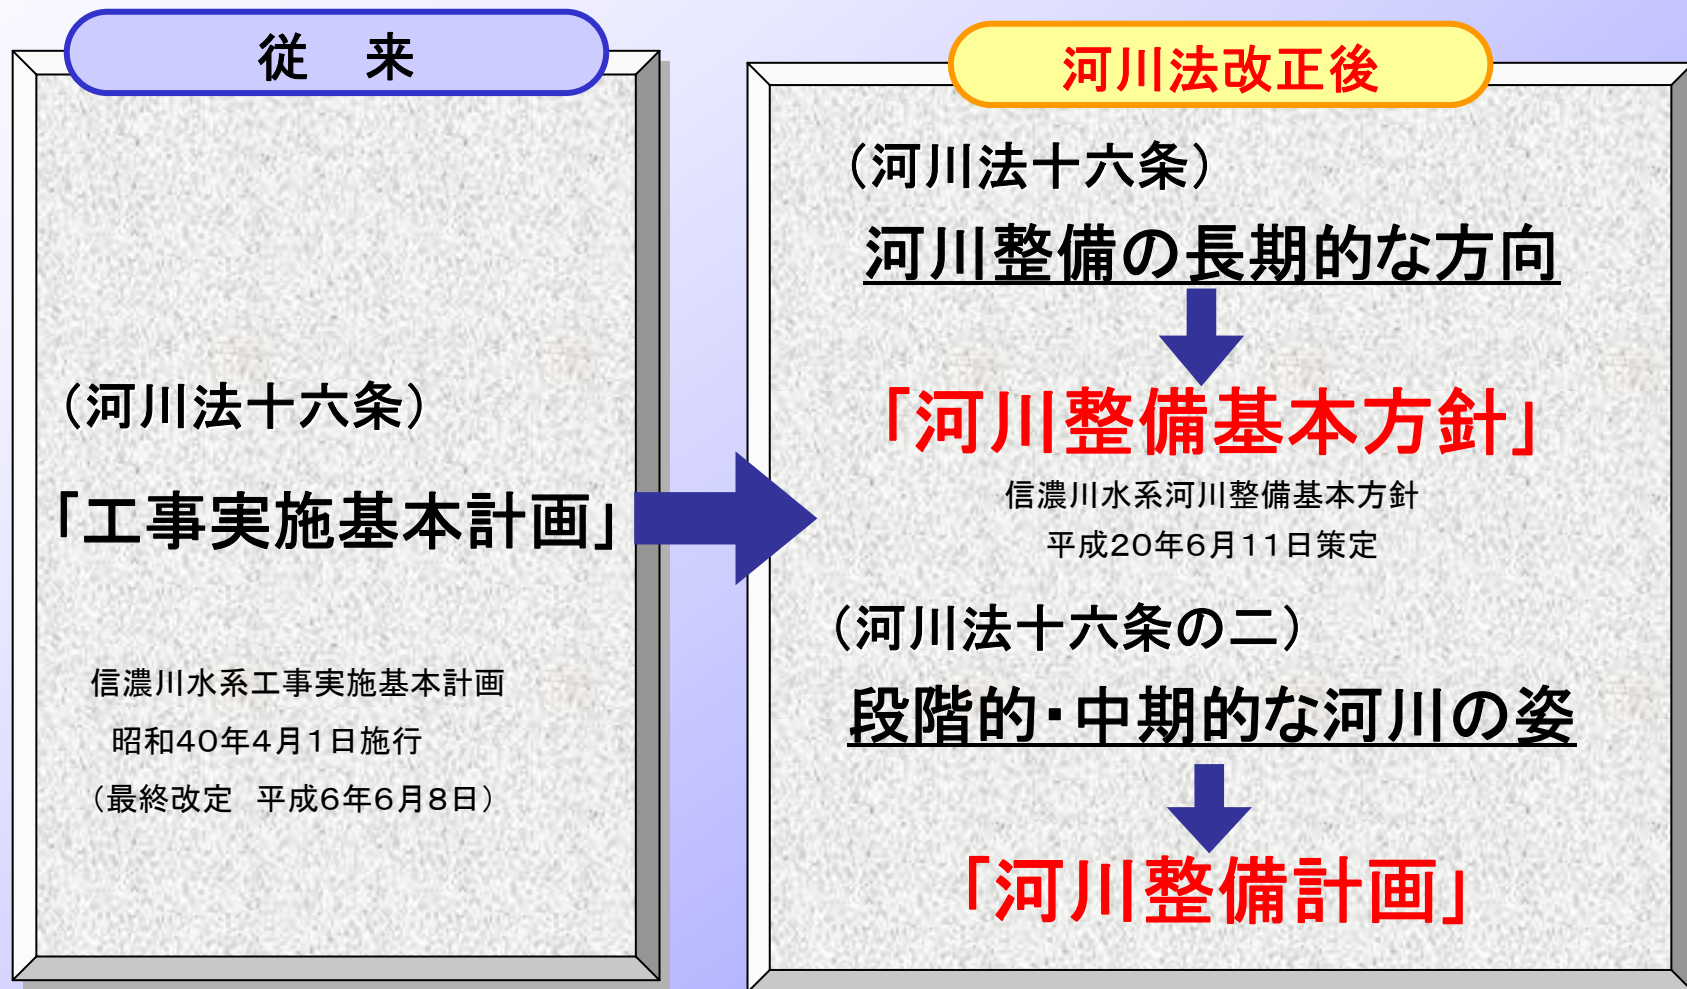 従　来
（河川法十六条）
「工事実施基本計画」
信濃川水系工事実施基本計画
昭和４０年４月１日施行
（最終改定　平成６年６月８日）
河川法改正後
（河川法十六条）
河川整備の長期的な方向
「河川整備基本方針」
信濃川水系河川整備基本方針
平成２０年６月１１日策定
（河川法十六条の二）
段階的・中期的な河川の姿
「河川整備計画」